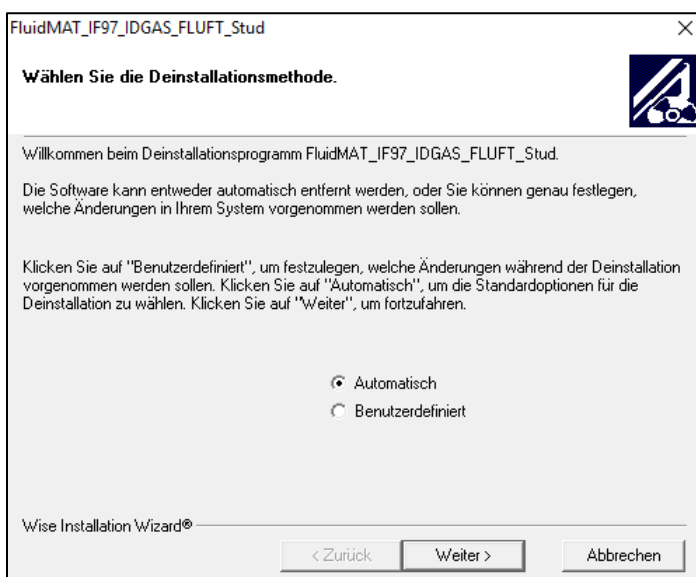 FluidMAT_IF97_IDGAS_FLUFT_Stud
Wählen Sie die Deinstallationsmethode.
Willkommen beim Deinstallationsprogramm FluidMAT_IF97_IDGAS_FLUFT_Stud.
Die Software kann entweder automatisch entfernt werden, oder Sie können genau festlegen,
welche Änderungen in Ihrem System vorgenommen werden sollen.
Klicken Sie auf "Benutzerdefiniert", um festzulegen, welche Änderungen während der Deinstallation
vorgenommen werden sollen. Klicken Sie auf "Automatisch", um die Standardoptionen für die
Deinstallation zu wählen. Klicken Sie auf "Weiter", um fortzufahren.
Automatisch
Benutzerdefiniert
Wise Installation Wizard®
< Zurück
Weiter >
Abbrechen